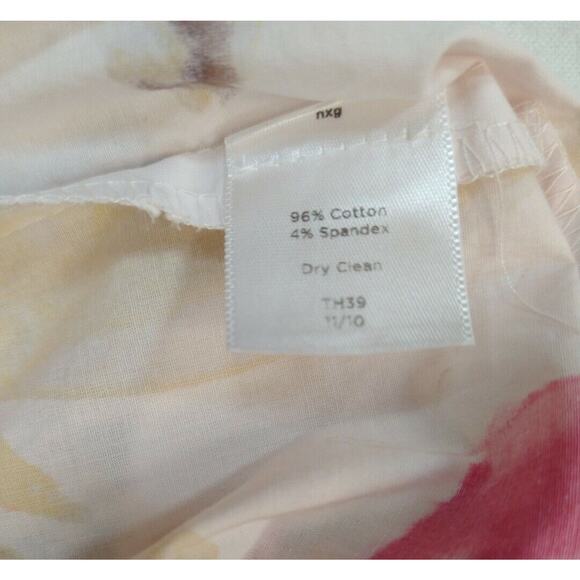 nxg
96% Cotton
4% Spandex
Dry Clean
TH39
11/10